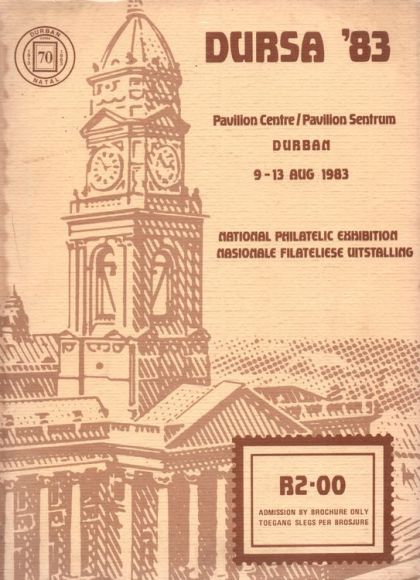 DURBAN
70
NATAL
DURSA '83
Pavilion Centre/Pavilion Sentrum
DURBAN
9-13 AUG 1983
NATIONAL PHILATELIC EXHIBITION
NASIONALE FILATELIESE UITSTALLING
R2·00
ADMISSION BY BROCHURE ONLY
TOEGANG SLEGS PER BROSJURE